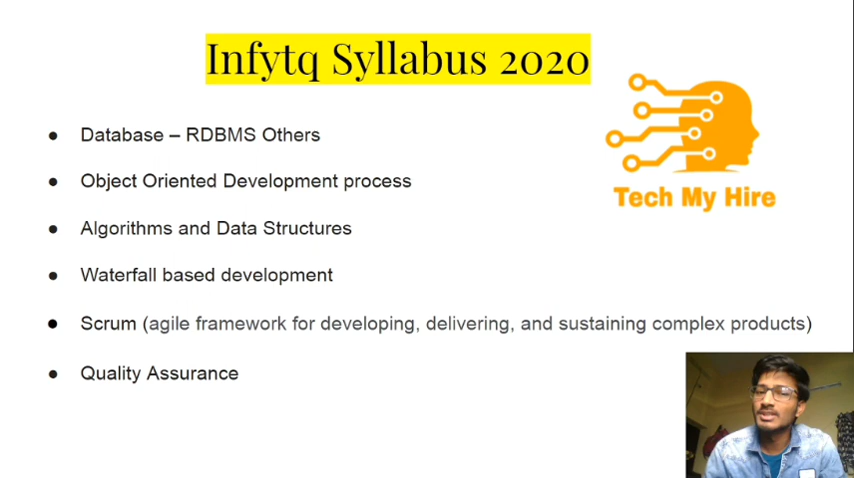 Infytq Syllabus 2020
● Database – RDBMS Others
● Object Oriented Development process
Tech My Hire
● Algorithms and Data Structures
● Waterfall based development
● Scrum (agile framework for developing, delivering, and sustaining complex products)
● Quality Assurance